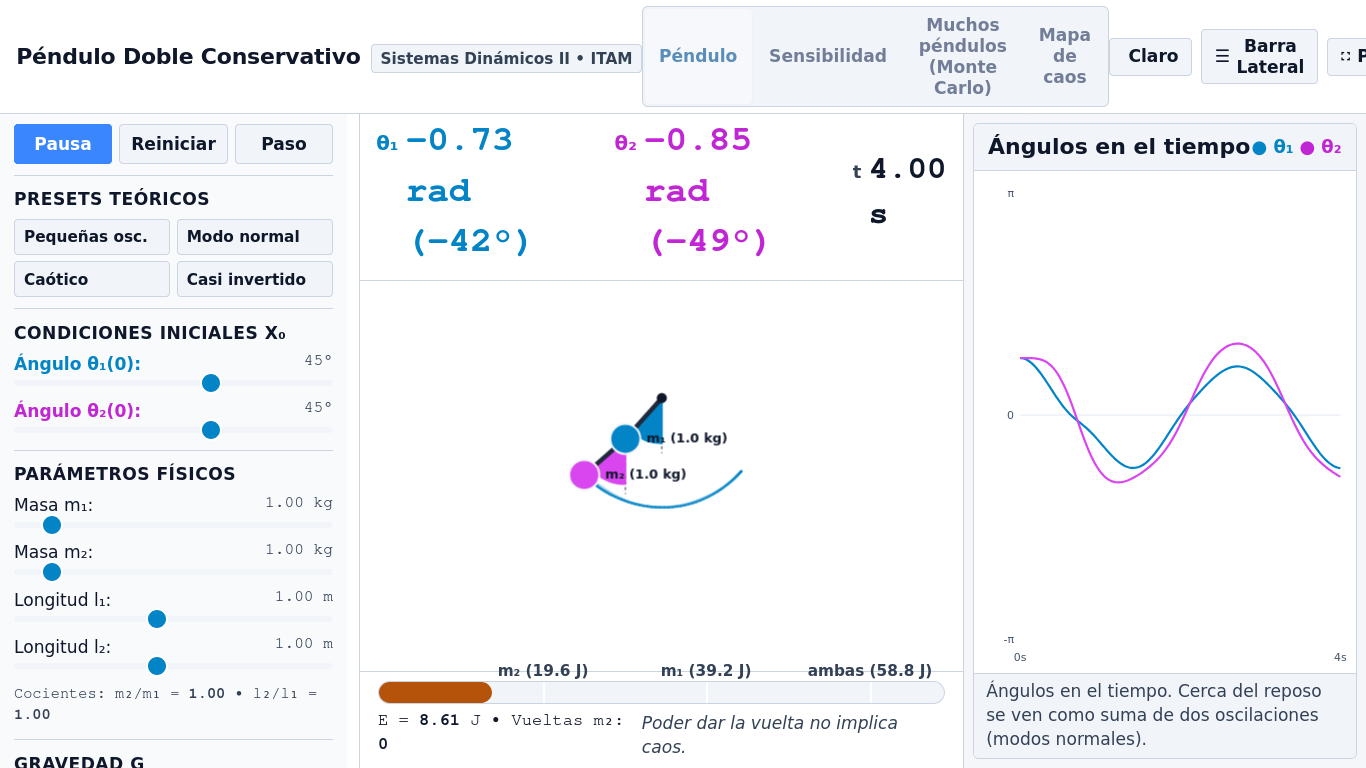 Péndulo Doble Conservativo
Sistemas Dinámicos II • ITAM
Péndulo
Sensibilidad
Muchos
péndulos
(Monte
Carlo)
Mapa
de
caos
Claro
☰ Barra
Lateral
Pausa
Reiniciar
Paso
PRESETS TEÓRICOS
Pequeñas osc.
Modo normal
Caótico
Casi invertido
CONDICIONES INICIALES X₀
Ángulo θ₁(0): 45°
Ángulo θ₂(0): 45°
PARÁMETROS FÍSICOS
Masa m₁: 1.00 kg
Masa m₂: 1.00 kg
Longitud l₁: 1.00 m
Longitud l₂: 1.00 m
Cocientes: m₂/m₁ = 1.00 • l₂/l₁ =
1.00
GRAVEDAD G
θ₁ −0.73
rad
(−42°)
θ₂ −0.85
rad
(−49°)
t 4.00
s
m₁ (1.0 kg)
m₂ (1.0 kg)
m₂ (19.6 J)
m₁ (39.2 J)
ambas (58.8 J)
E = 8.61 J • Vueltas m₂:
0
Poder dar la vuelta no implica
caos.
Ángulos en el tiempo ● θ₁ ● θ₂
π
0
-π
0s
4s
Ángulos en el tiempo. Cerca del reposo
se ven como suma de dos oscilaciones
(modos normales).